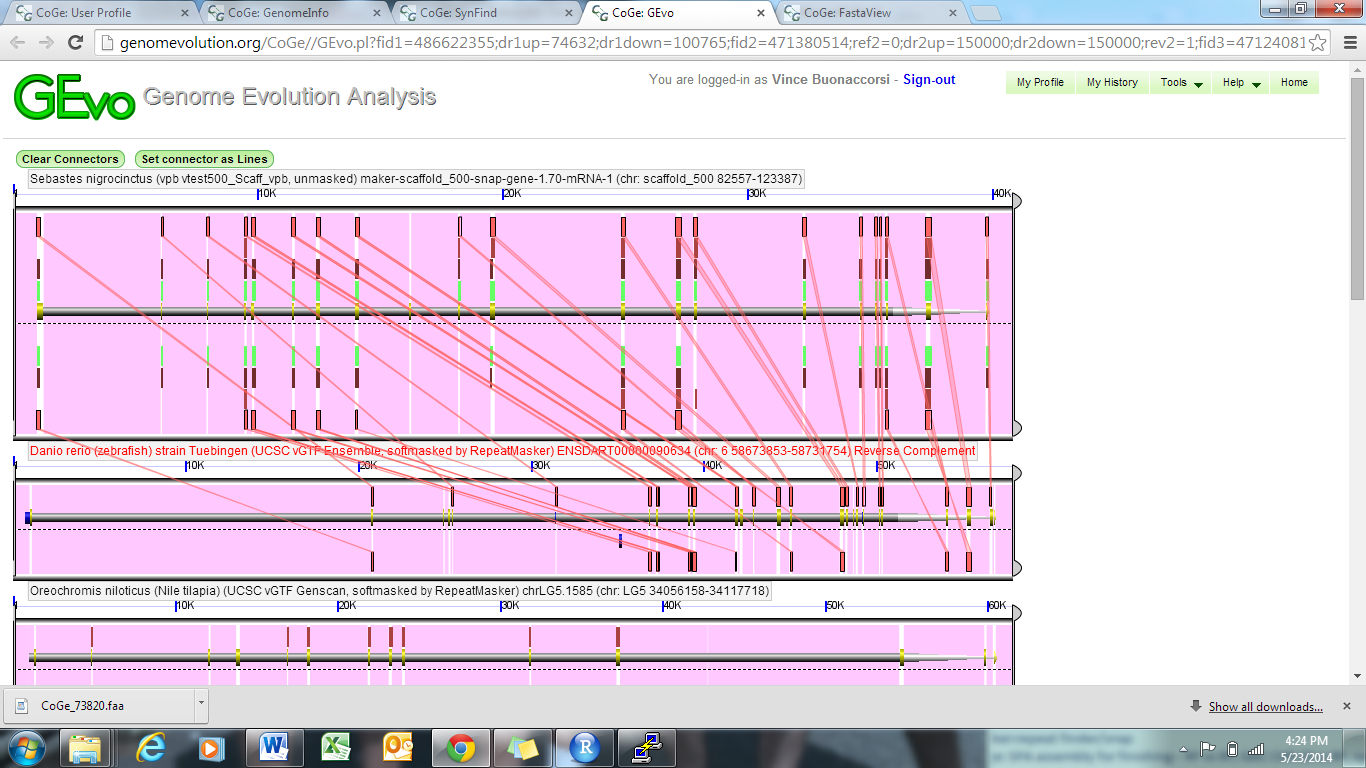 CoGe: User Profile
CoGe: GenomeInfo
CoGe: SynFind
CoGe: GEvo
CoGe: FastaView
genomevolution.org/CoGe//GEvo.pl?fid1=486622355;dr1up=74632;dr1down=100765;fid2=471380514;ref2=0;dr2up=150000;dr2down=150000;rev2=1;fid3=47124081
GEvo Genome Evolution Analysis
You are logged-in as Vince Buonaccorsi - Sign-out
My Profile My History Tools Help Home
Clear Connectors Set connector as Lines
Sebastes nigrocinctus (vpb vtest500_Scaff_vpb, unmasked) maker-scaffold_500-snap-gene-1.70-mRNA-1 (chr: scaffold_500 82557-123387)
10K 20K 30K 40K
Danio rerio (zebrafish) strain Tuebingen (UCSC vGTF Ensemble, softmasked by RepeatMasker) ENSDART00000090634 (chr: 6 58673853-58731754) Reverse Complement
10K 20K 30K 40K 50K
Oreochromis niloticus (Nile tilapia) (UCSC vGTF Genscan, softmasked by RepeatMasker) chrLG5.1585 (chr: LG5 34056158-34117718)
10K 20K 30K 40K 50K 60K
CoGe_73820.faa
Show all downloads...
4:24 PM
5/23/2014